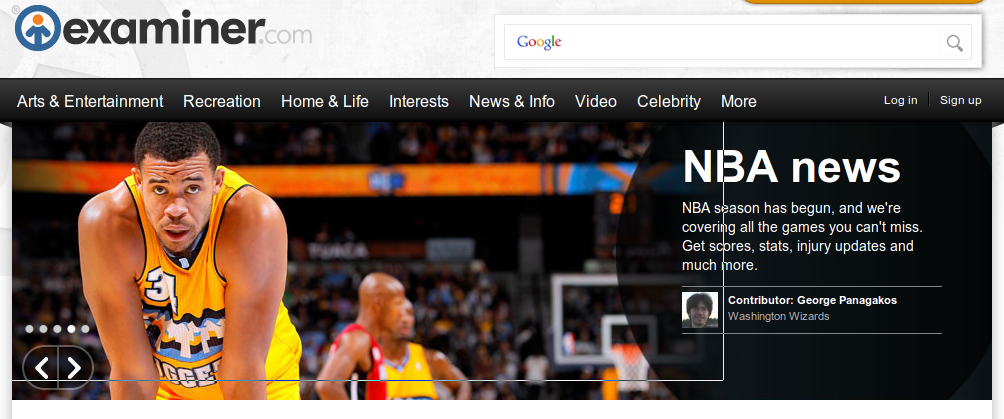 examiner.com
Google
Arts & Entertainment Recreation Home & Life Interests News & Info Video Celebrity More Log in Sign up
NBA news
NBA season has begun, and we're
covering all the games you can't miss.
Get scores, stats, injury updates and
much more.
Contributor: George Panagakos
Washington Wizards
34